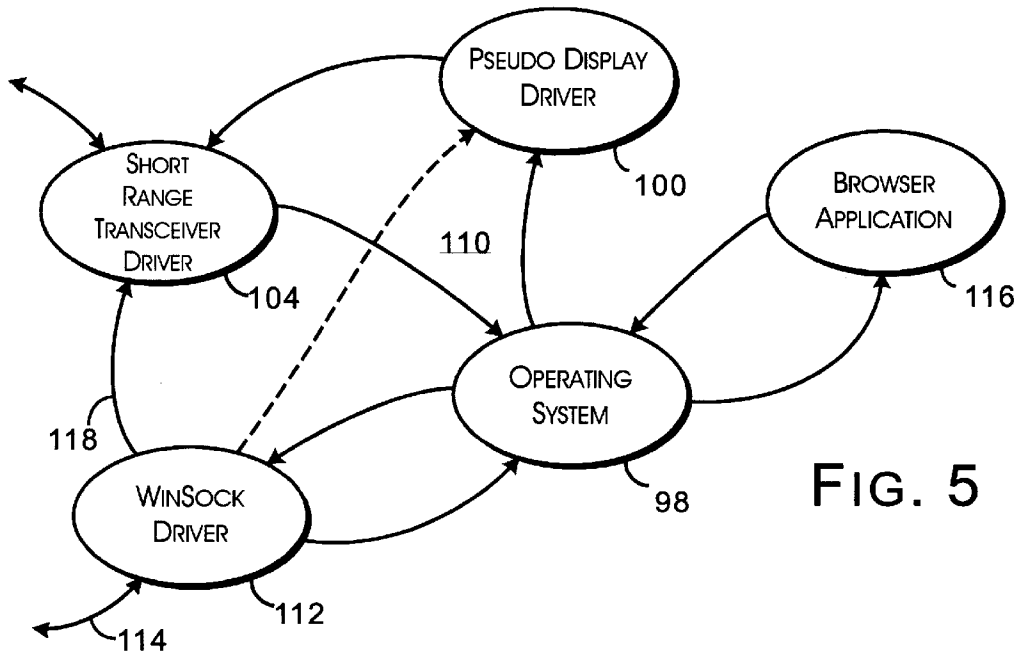 PSEUDO DISPLAY
DRIVER
100
SHORT
RANGE
TRANSCEIVER
DRIVER
104
110
BROWSER
APPLICATION
116
OPERATING
SYSTEM
98
118
WINSOCK
DRIVER
112
114
FIG. 5